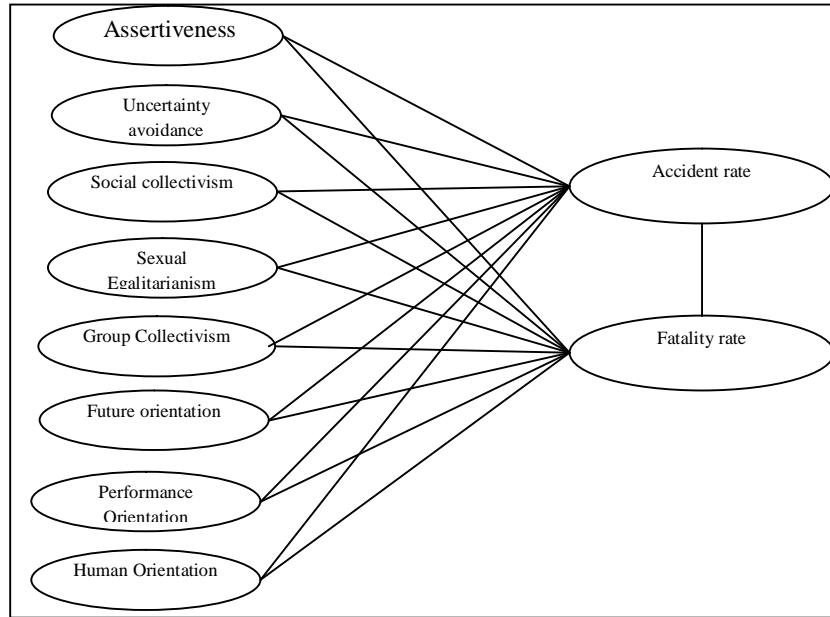 Assertiveness
Uncertainty
avoidance
Social collectivism
Sexual
Egalitarianism
Group Collectivism
Future orientation
Performance
Orientation
Human Orientation
Accident rate
Fatality rate